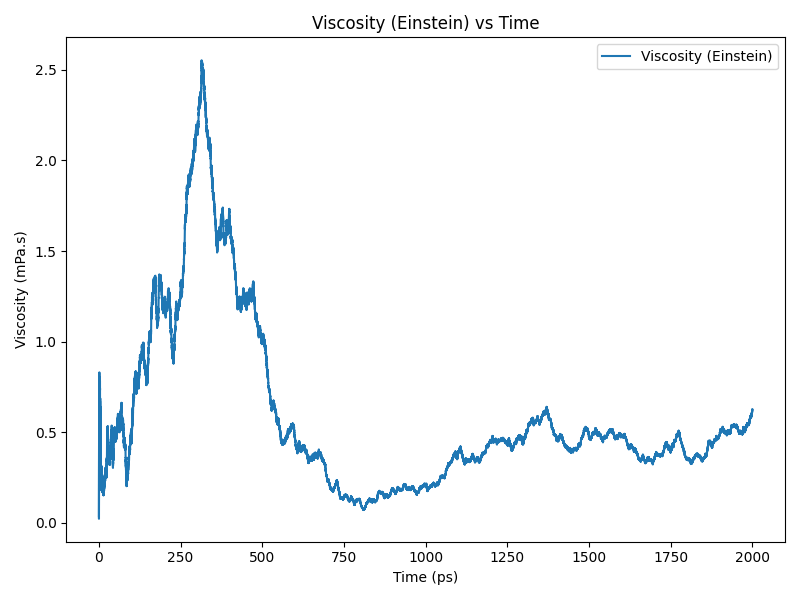 Viscosity (Einstein) vs Time
Viscosity (Einstein)
Viscosity (mPa.s)
2.5
2.0
1.5
1.0
0.5
0.0
0 250 500 750 1000 1250 1500 1750 2000
Time (ps)